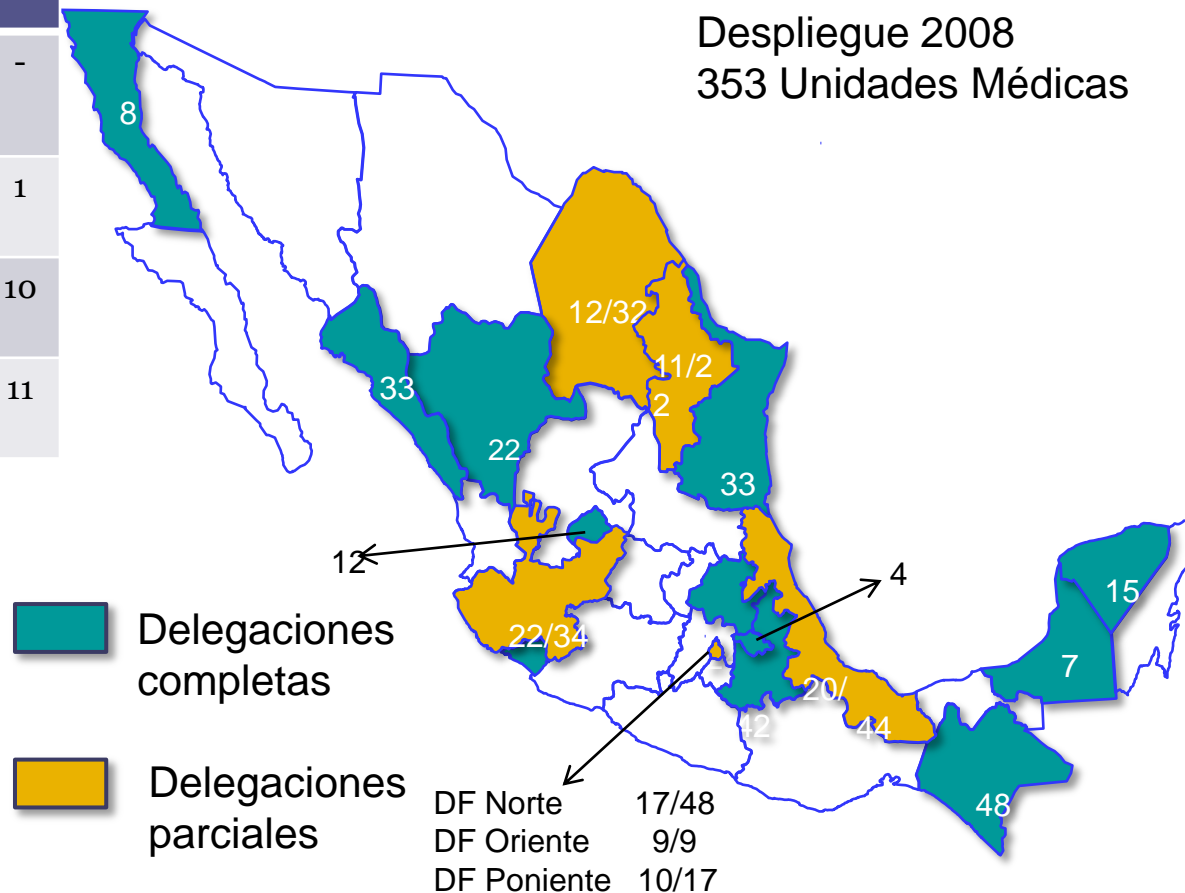 Despliegue 2008
353 Unidades Médicas
-
1
10
11
8
12/32
11/2
2
33
22
33
12
4
15
22/34
7
20/
44
42
48
Delegaciones
completas
Delegaciones
parciales
DF Norte 17/48
DF Oriente 9/9
DF Poniente 10/17